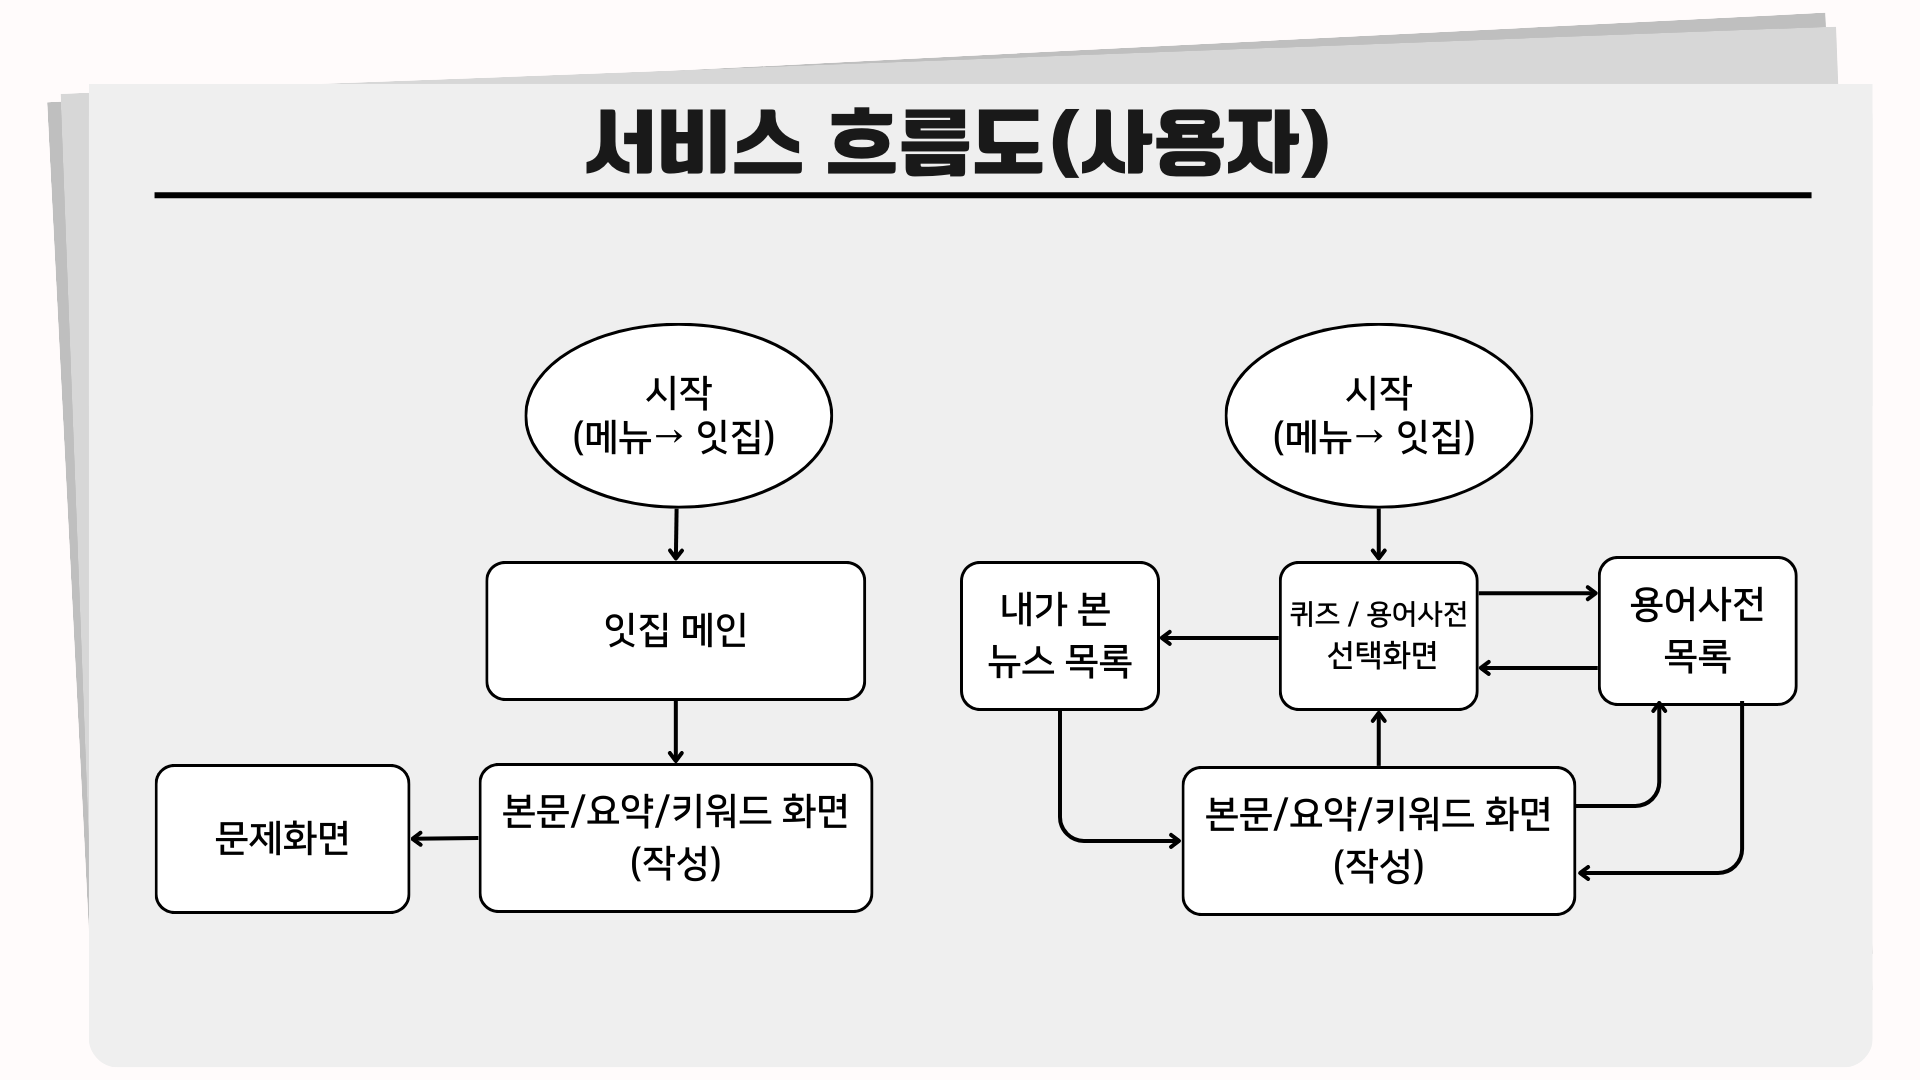 서비스 흐름도(사용자)
시작
(메뉴→ 잇집)
잇집 메인
본문/요약/키워드 화면
(작성)
문제화면
시작
(메뉴→ 잇집)
내가 본
뉴스 목록
퀴즈 / 용어사전
선택화면
용어사전
목록
본문/요약/키워드 화면
(작성)